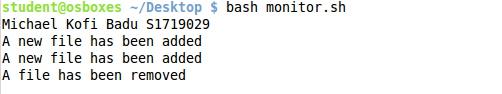 student@osboxes ~/Desktop $ bash monitor.sh
Michael Kofi Badu S1719029
A new file has been added
A new file has been added
A file has been removed